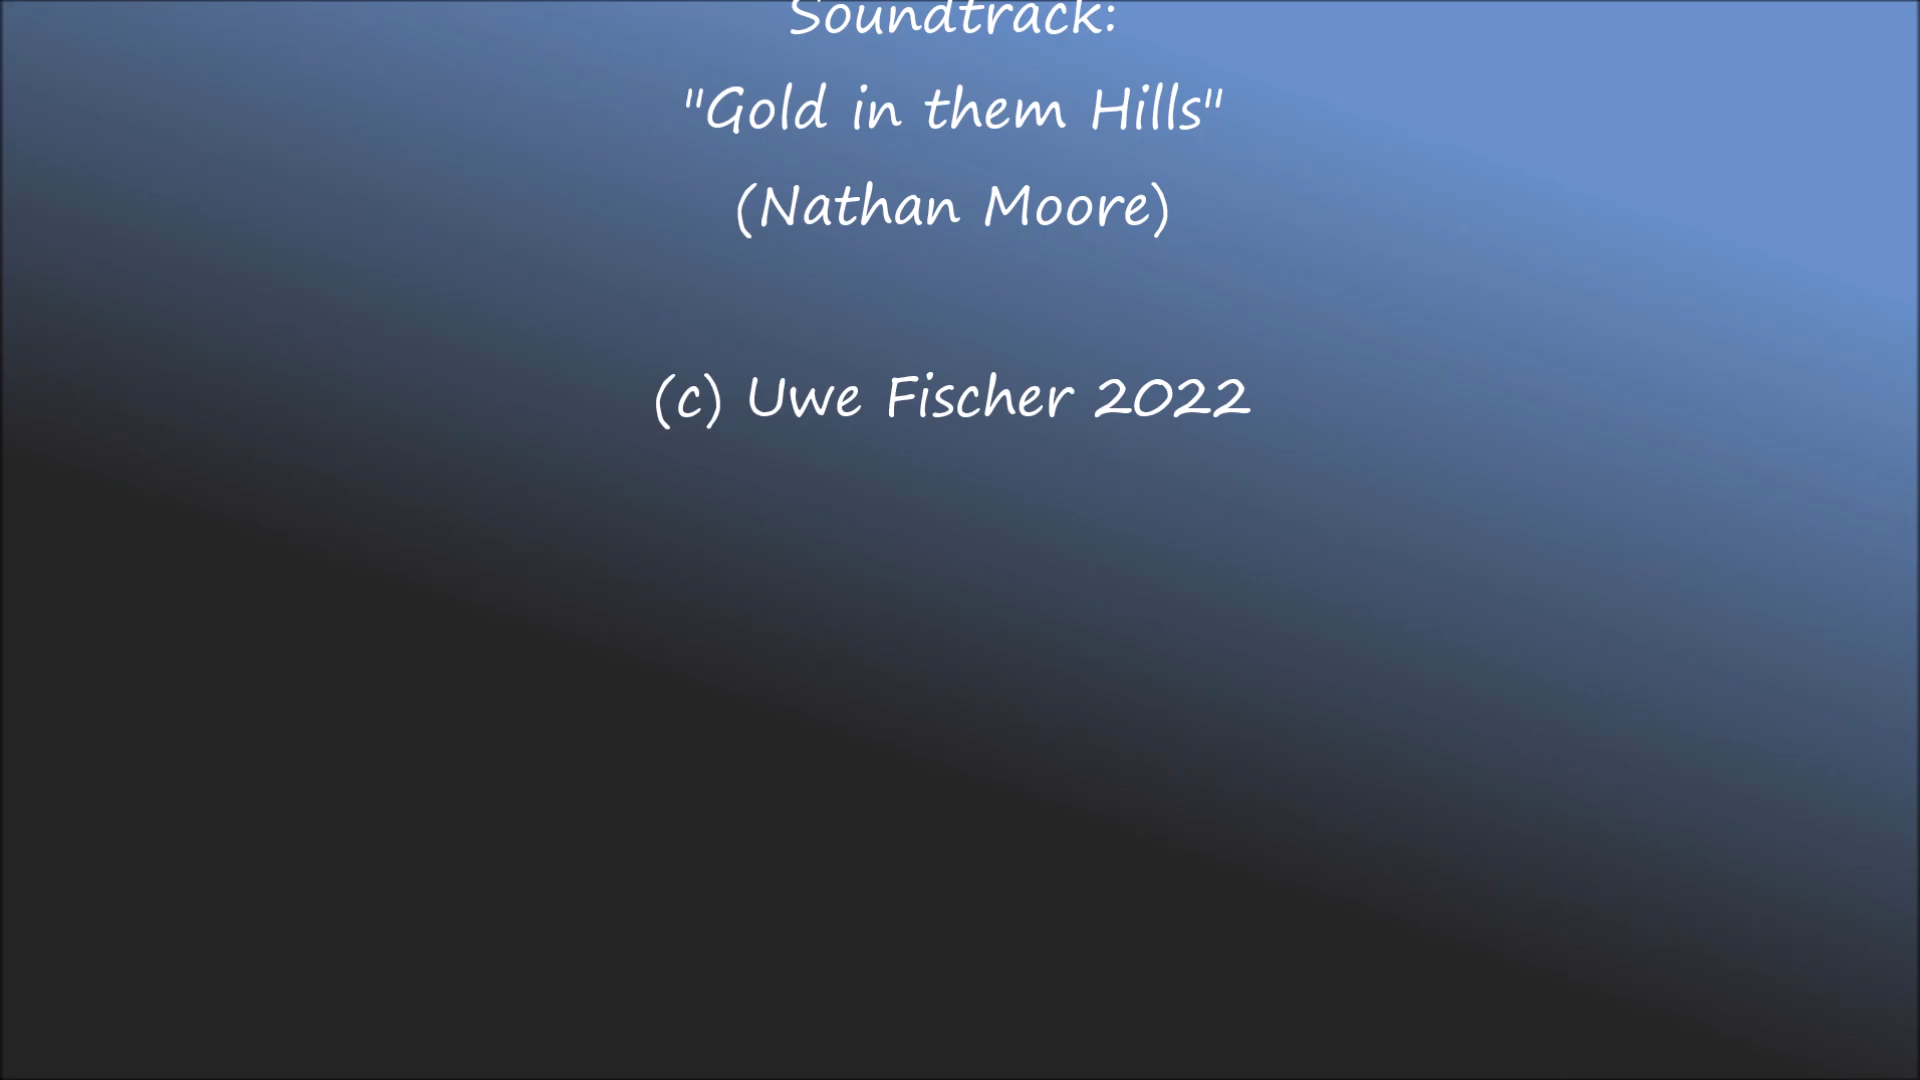 Soundtrack:
"Gold in them Hills"
(Nathan Moore)
(c) Uwe Fischer 2022